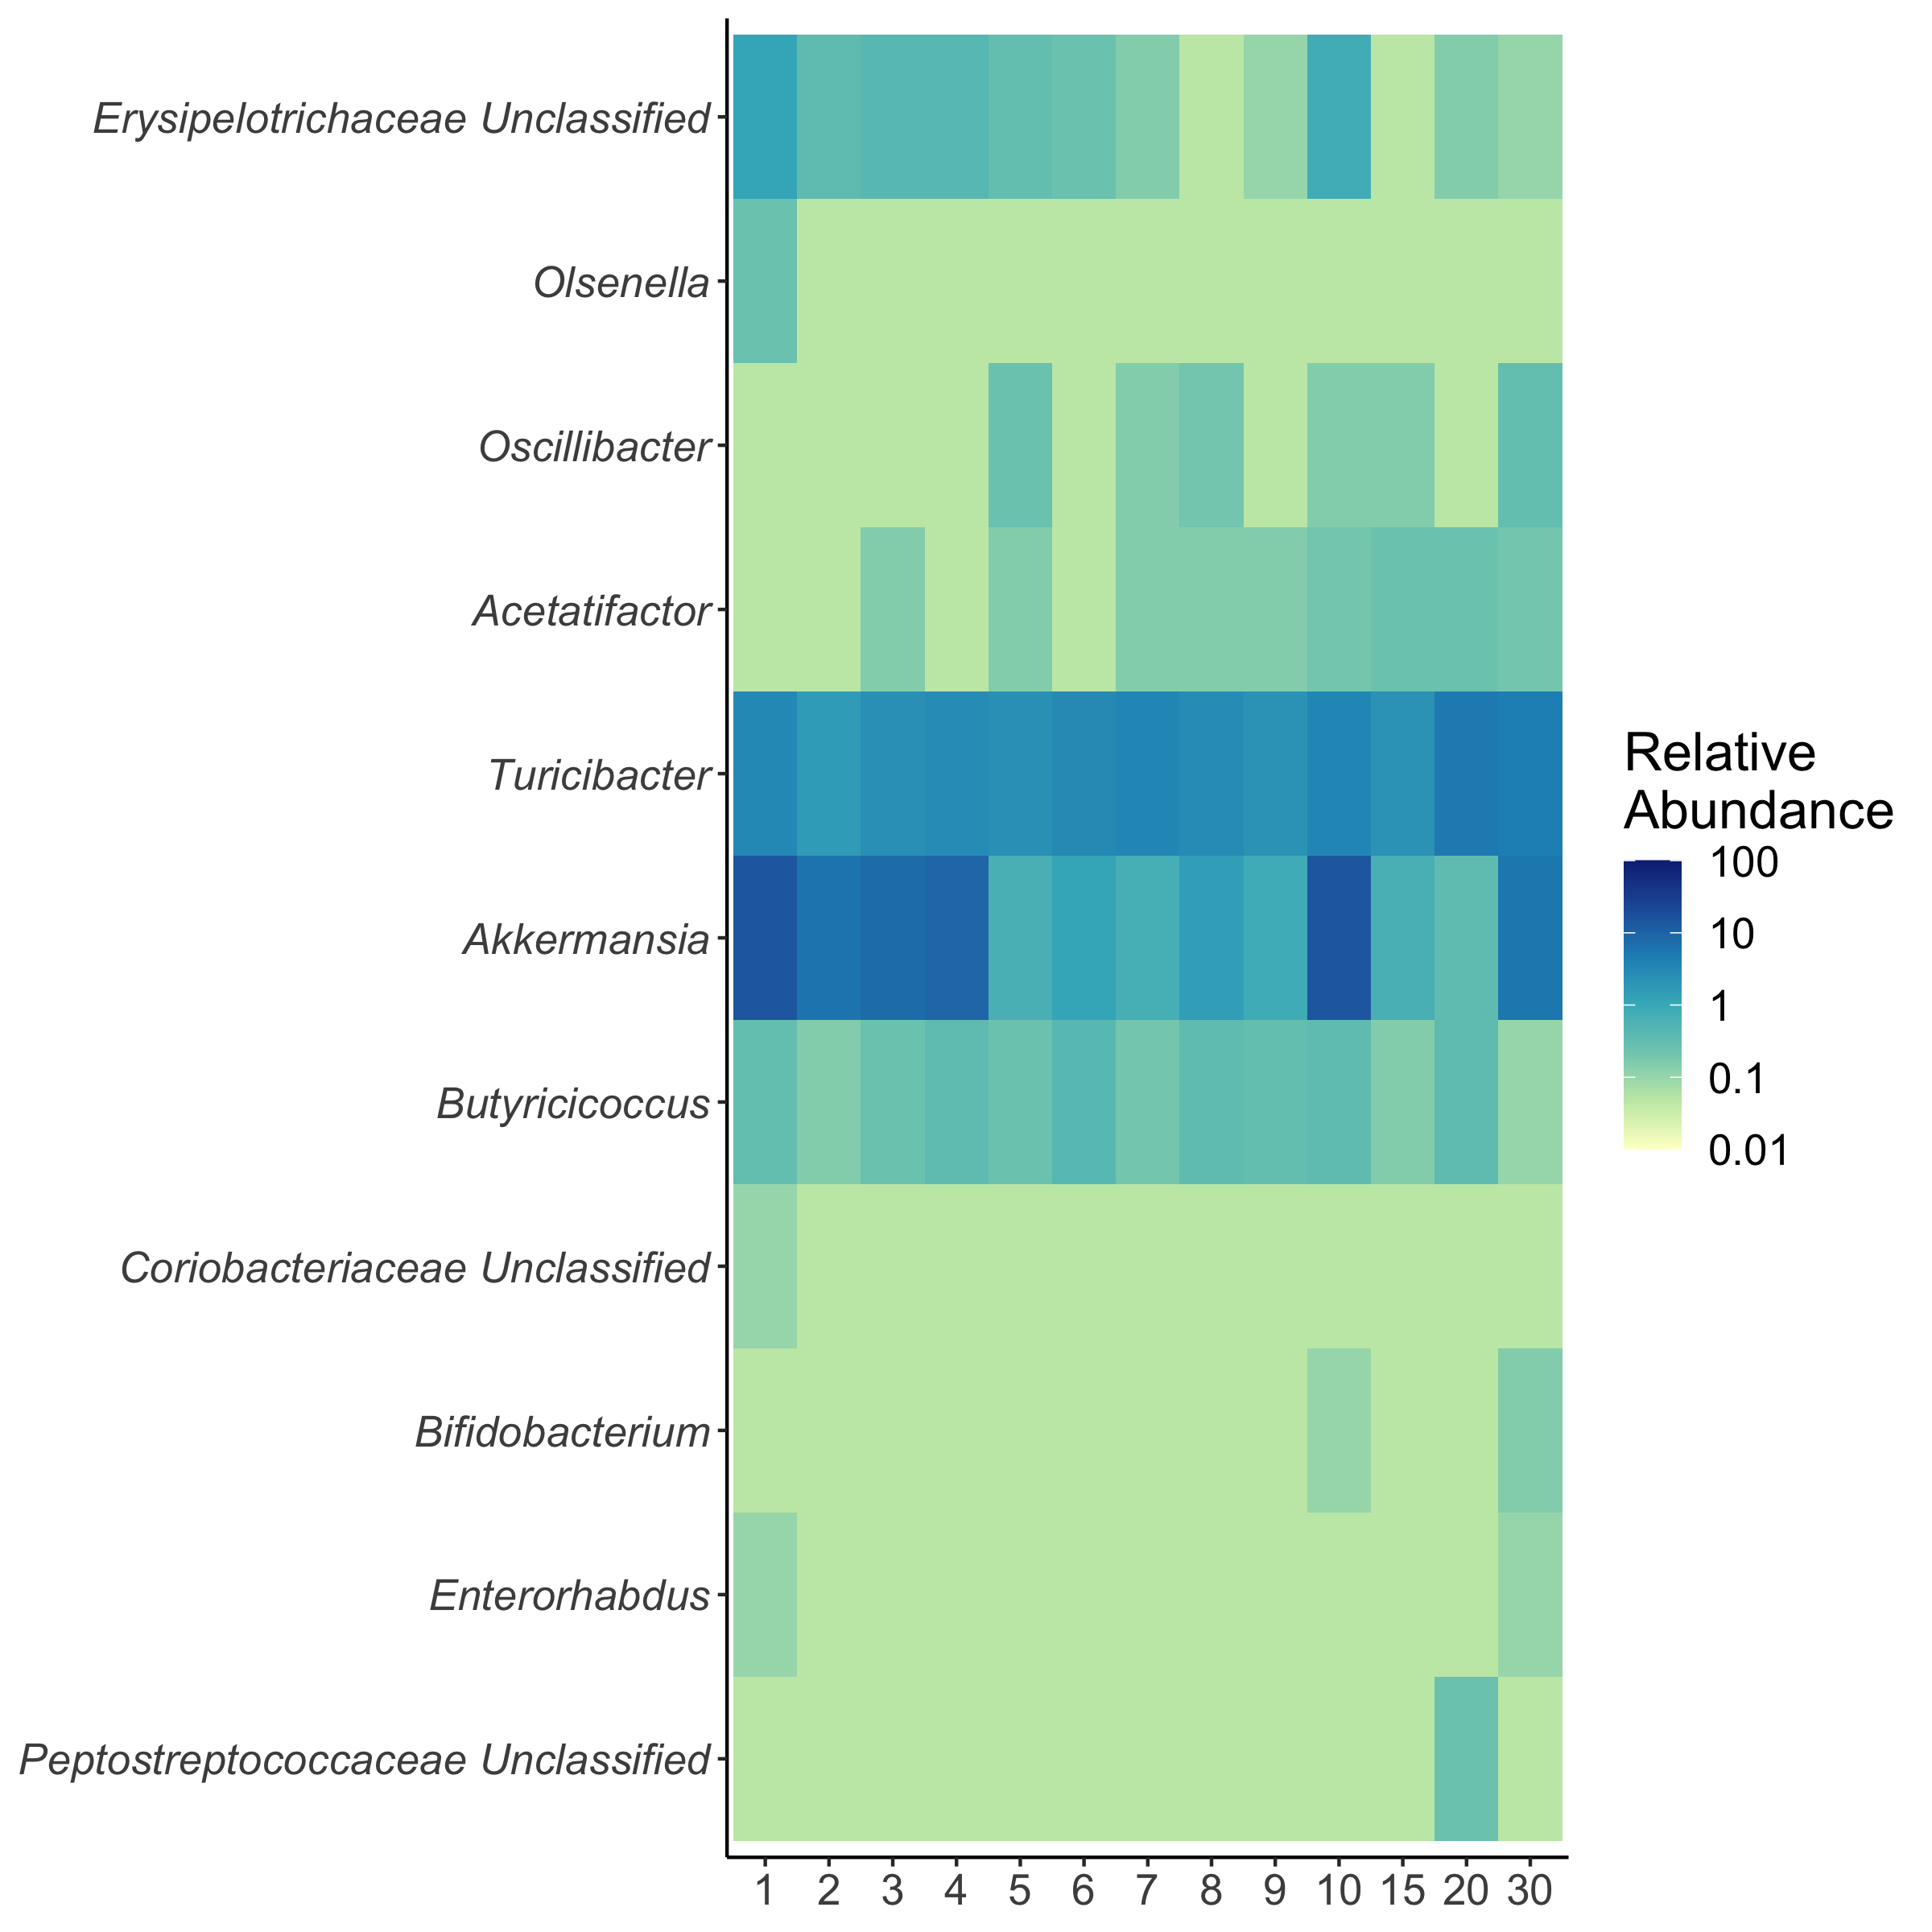 Erysipelotrichaceae Unclassified
Olsenella
Oscillibacter
Acetatifactor
Turicibacter
Akkermansia
Butyricicoccus
Coriobacteriaceae Unclassified
Bifidobacterium
Enterorhabdus
Peptostreptococcaceae Unclassified
1 2 3 4 5 6 7 8 9 10 15 20 30
Relative
Abundance
100
10
1
0.1
0.01